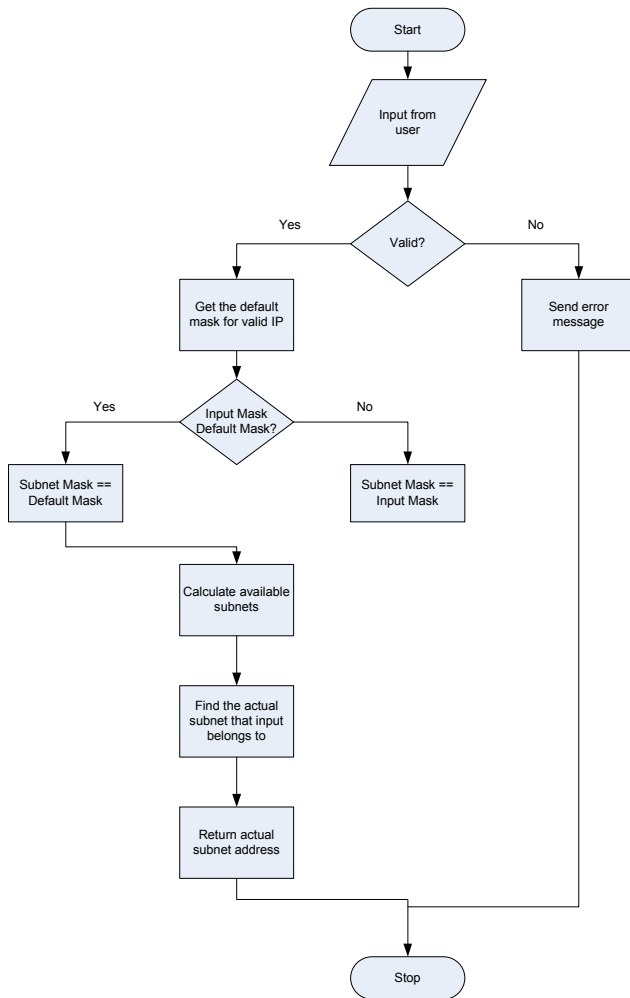 Start
Input from
user
Valid?
Yes
No
Get the default
mask for valid IP
Send error
message
Input Mask
Default Mask?
Yes
No
Subnet Mask ==
Default Mask
Subnet Mask ==
Input Mask
Calculate available
subnets
Find the actual
subnet that input
belongs to
Return actual
subnet address
Stop